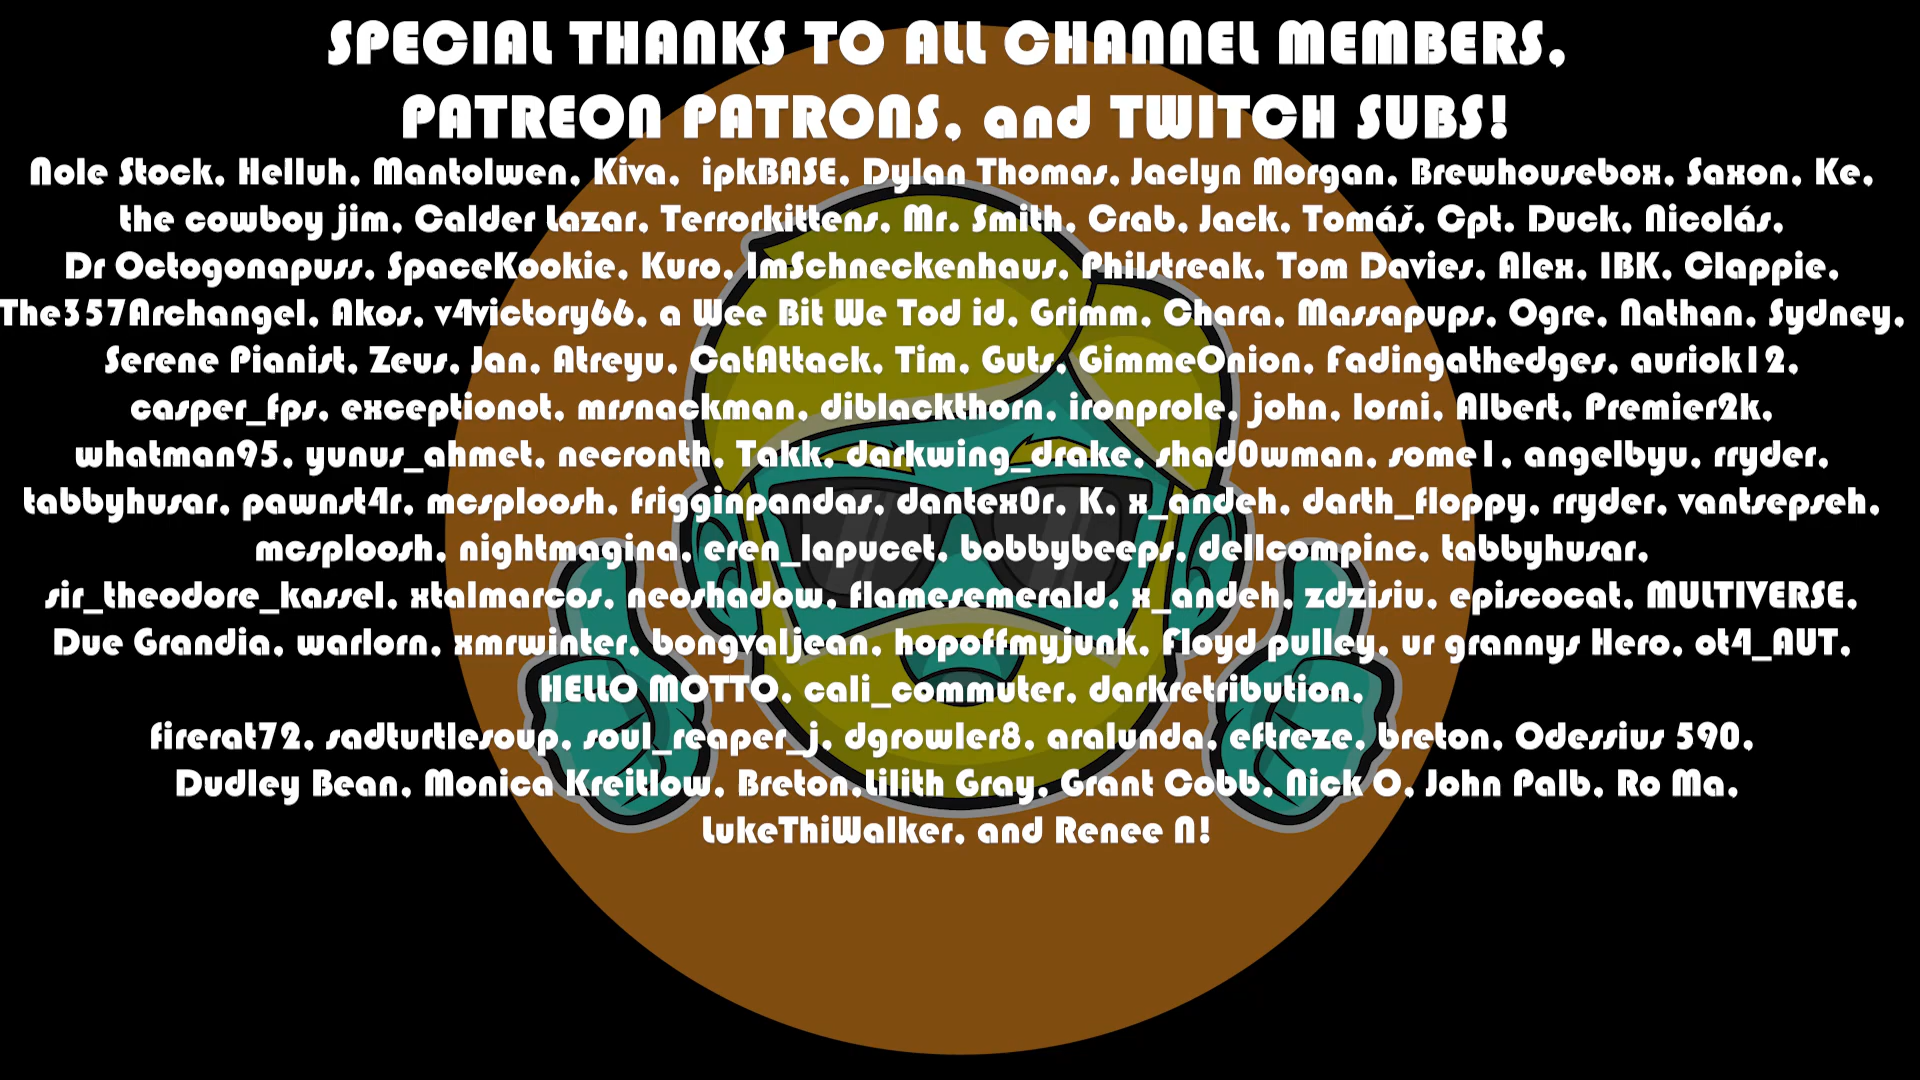 SPECIAL THANKS TO ALL CHANNEL MEMBERS,
PATREON PATRONS, and TWITCH SUBS!
Nole Stock, Helluh, Mantolwen, Kiva,  ipkBASE, Dylan Thomas, Jaclyn Morgan, Brewhousebox, Saxon, Ke,
the cowboy jim, Calder Lazar, Terrorkittens, Mr. Smith, Crab, Jack, Tomáš, Cpt. Duck, Nicolás,
Dr Octogonapuss, SpaceKookie, Kuro, ImSchneckenhaus, Philstreak, Tom Davies, Alex, IBK, Clappie,
The357Archangel, Akos, v4victory66, a Wee Bit We Tod id, Grimm, Chara, Massapups, Ogre, Nathan, Sydney,
Serene Pianist, Zeus, Jan, Atreyu, CatAttack, Tim, Guts, GimmeOnion, Fadingathedges, auriok12,
casper_fps, exceptionot, mrsnackman, diblackthorn, ironprole, john, lorni, Albert, Premier2k,
whatman95, yunus_ahmet, necronth, Takk, darkwing_drake, shad0wman, some1, angelbyu, rryder,
tabbyhusar, pawnst4r, mcsploosh, frigginpandas, dantex0r, K, x_andeh, darth_floppy, rryder, vantsepseh,
mcsploosh, nightmagina, eren_lapucet, bobbybeeps, dellcompinc, tabbyhusar,
sir_theodore_kassel, xtalmarcos, neoshadow, flamesemerald, x_andeh, zdzisiu, episcocat, MULTIVERSE,
Due Grandia, warlorn, xmrwinter, bongvaljean, hopoffmyjunk, Floyd pulley, ur grannys Hero, ot4_AUT,
HELLO MOTTO, cali_commuter, darkretribution,
firerat72, sadturtlesoup, soul_reaper_j, dgrowler8, aralunda, eftreze, breton, Odessius 590,
Dudley Bean, Monica Kreitlow, Breton,Lilith Gray, Grant Cobb, Nick O, John Palb, Ro Ma,
LukeThiWalker, and Renee N!